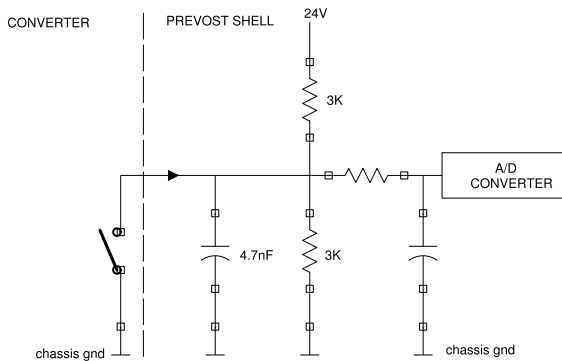 CONVERTER
PREVOST SHELL
24V
3K
A/D
CONVERTER
4.7nF
3K
chassis gnd
chassis gnd